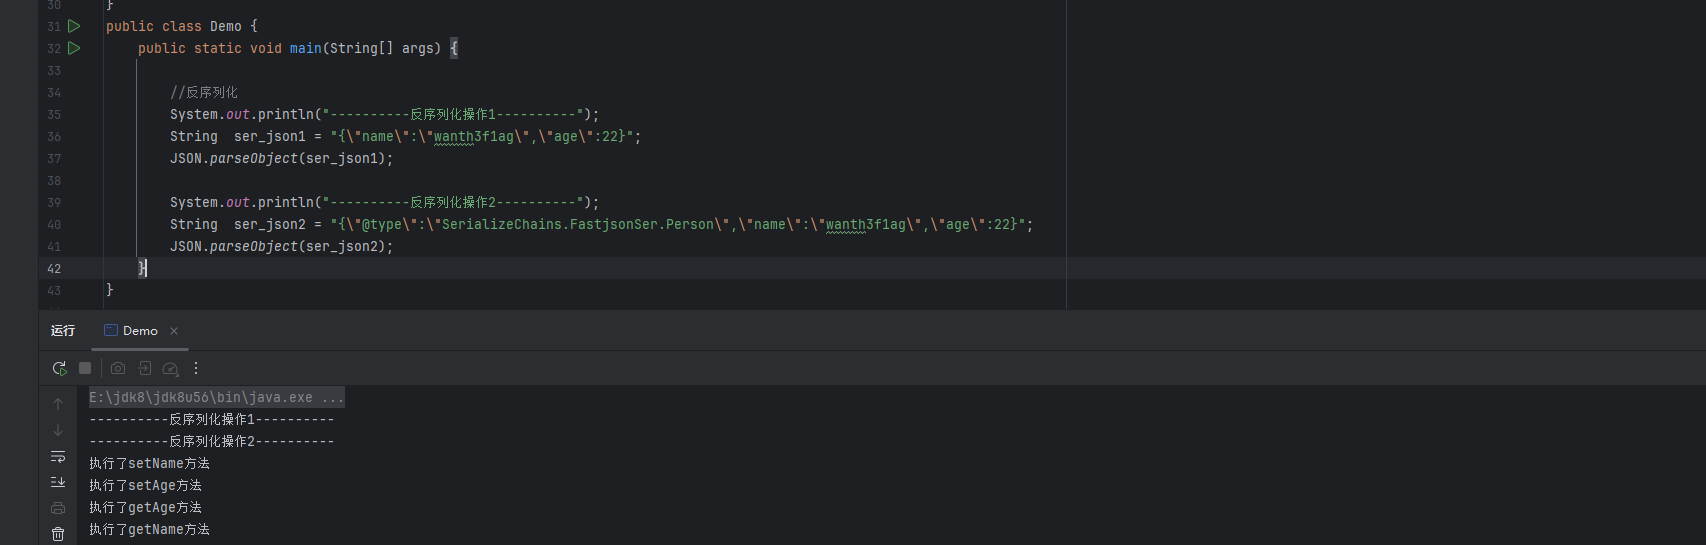 30 }
31 public class Demo {
32 public static void main(String[] args) {
33
34 //反序列化
35 System.out.println("----------反序列化操作1----------");
36 String  ser_json1 = "{\"name\":\"wanth3f1ag\",\"age\":22}";
37 JSON.parseObject(ser_json1);
38
39 System.out.println("----------反序列化操作2----------");
40 String  ser_json2 = "{\"@type\":\"SerializeChains.FastjsonSer.Person\",\"name\":\"wanth3f1ag\",\"age\":22}";
41 JSON.parseObject(ser_json2);
42 }
43 }
运行 Demo
E:\jdk8\jdk8u56\bin\java.exe ...
----------反序列化操作1----------
----------反序列化操作2----------
执行了setName方法
执行了setAge方法
执行了getAge方法
执行了getName方法